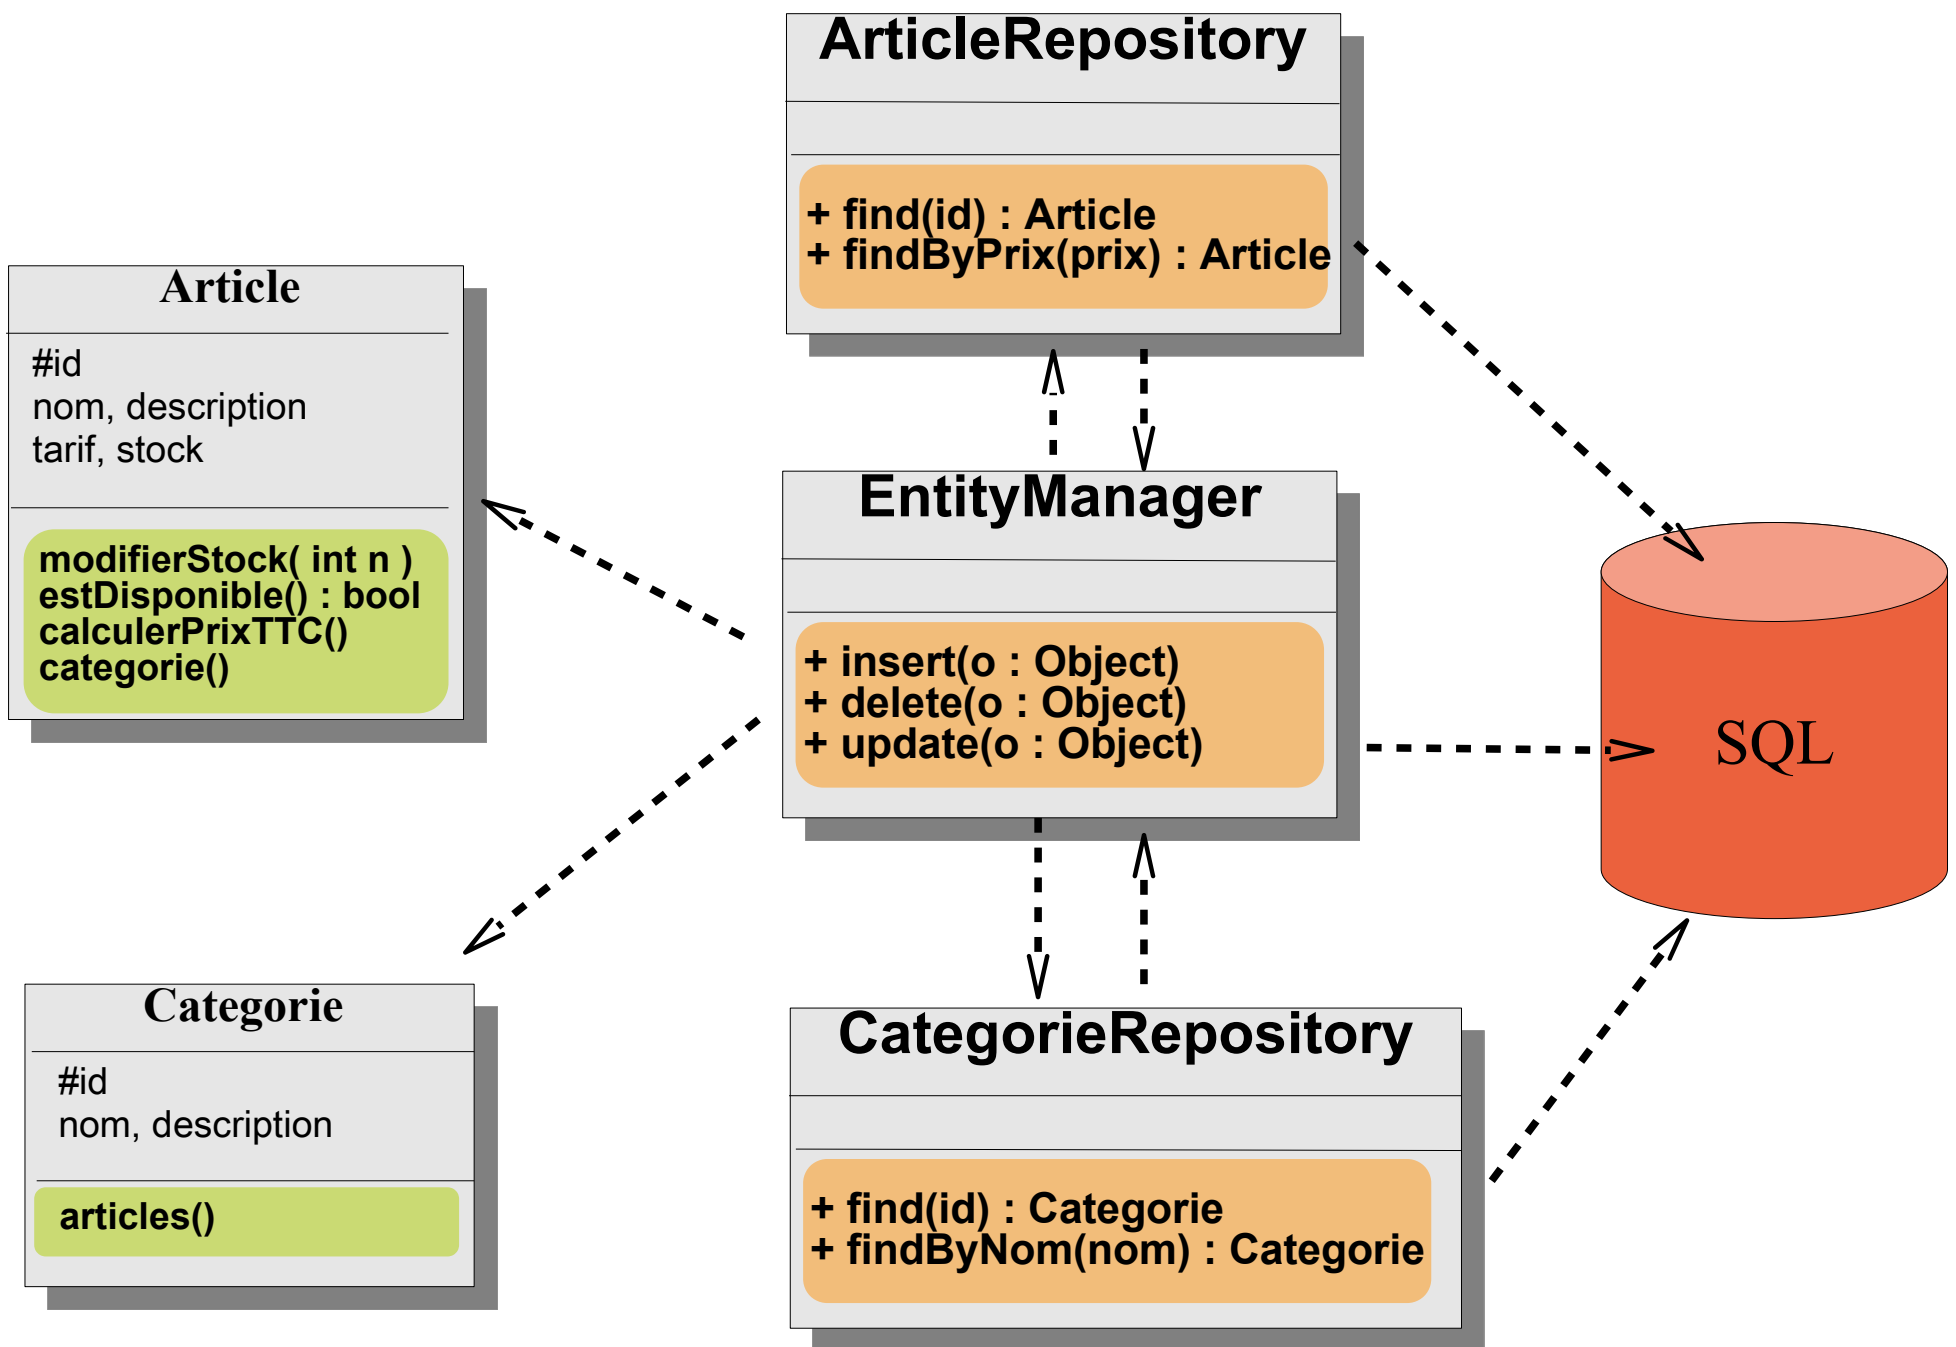 ArticleRepository
+ find(id) : Article
+ findByPrix(prix) : Article
Article
#id
nom, description
tarif, stock
modifierStock( int n )
estDisponible() : bool
calculerPrixTTC()
categorie()
EntityManager
+ insert(o : Object)
+ delete(o : Object)
+ update(o : Object)
SQL
Categorie
#id
nom, description
articles()
CategorieRepository
+ find(id) : Categorie
+ findByNom(nom) : Categorie